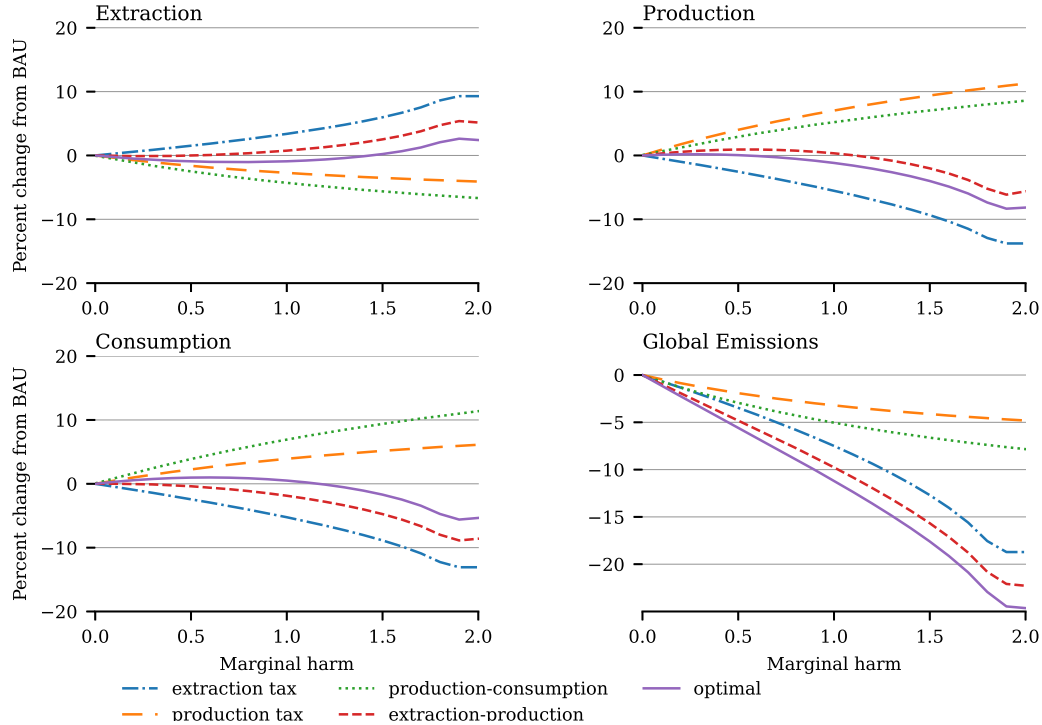 Extraction
Production
Percent change from BAU
20
10
0
−10
−20
0.0 0.5 1.0 1.5 2.0
20
10
0
−10
−20
0.0 0.5 1.0 1.5 2.0
Consumption
Global Emissions
Percent change from BAU
20
10
0
−10
−20
0.0 0.5 1.0 1.5 2.0
Marginal harm
0
−5
−10
−15
−20
0.0 0.5 1.0 1.5 2.0
Marginal harm
extraction tax production-consumption optimal
production tax extraction-production